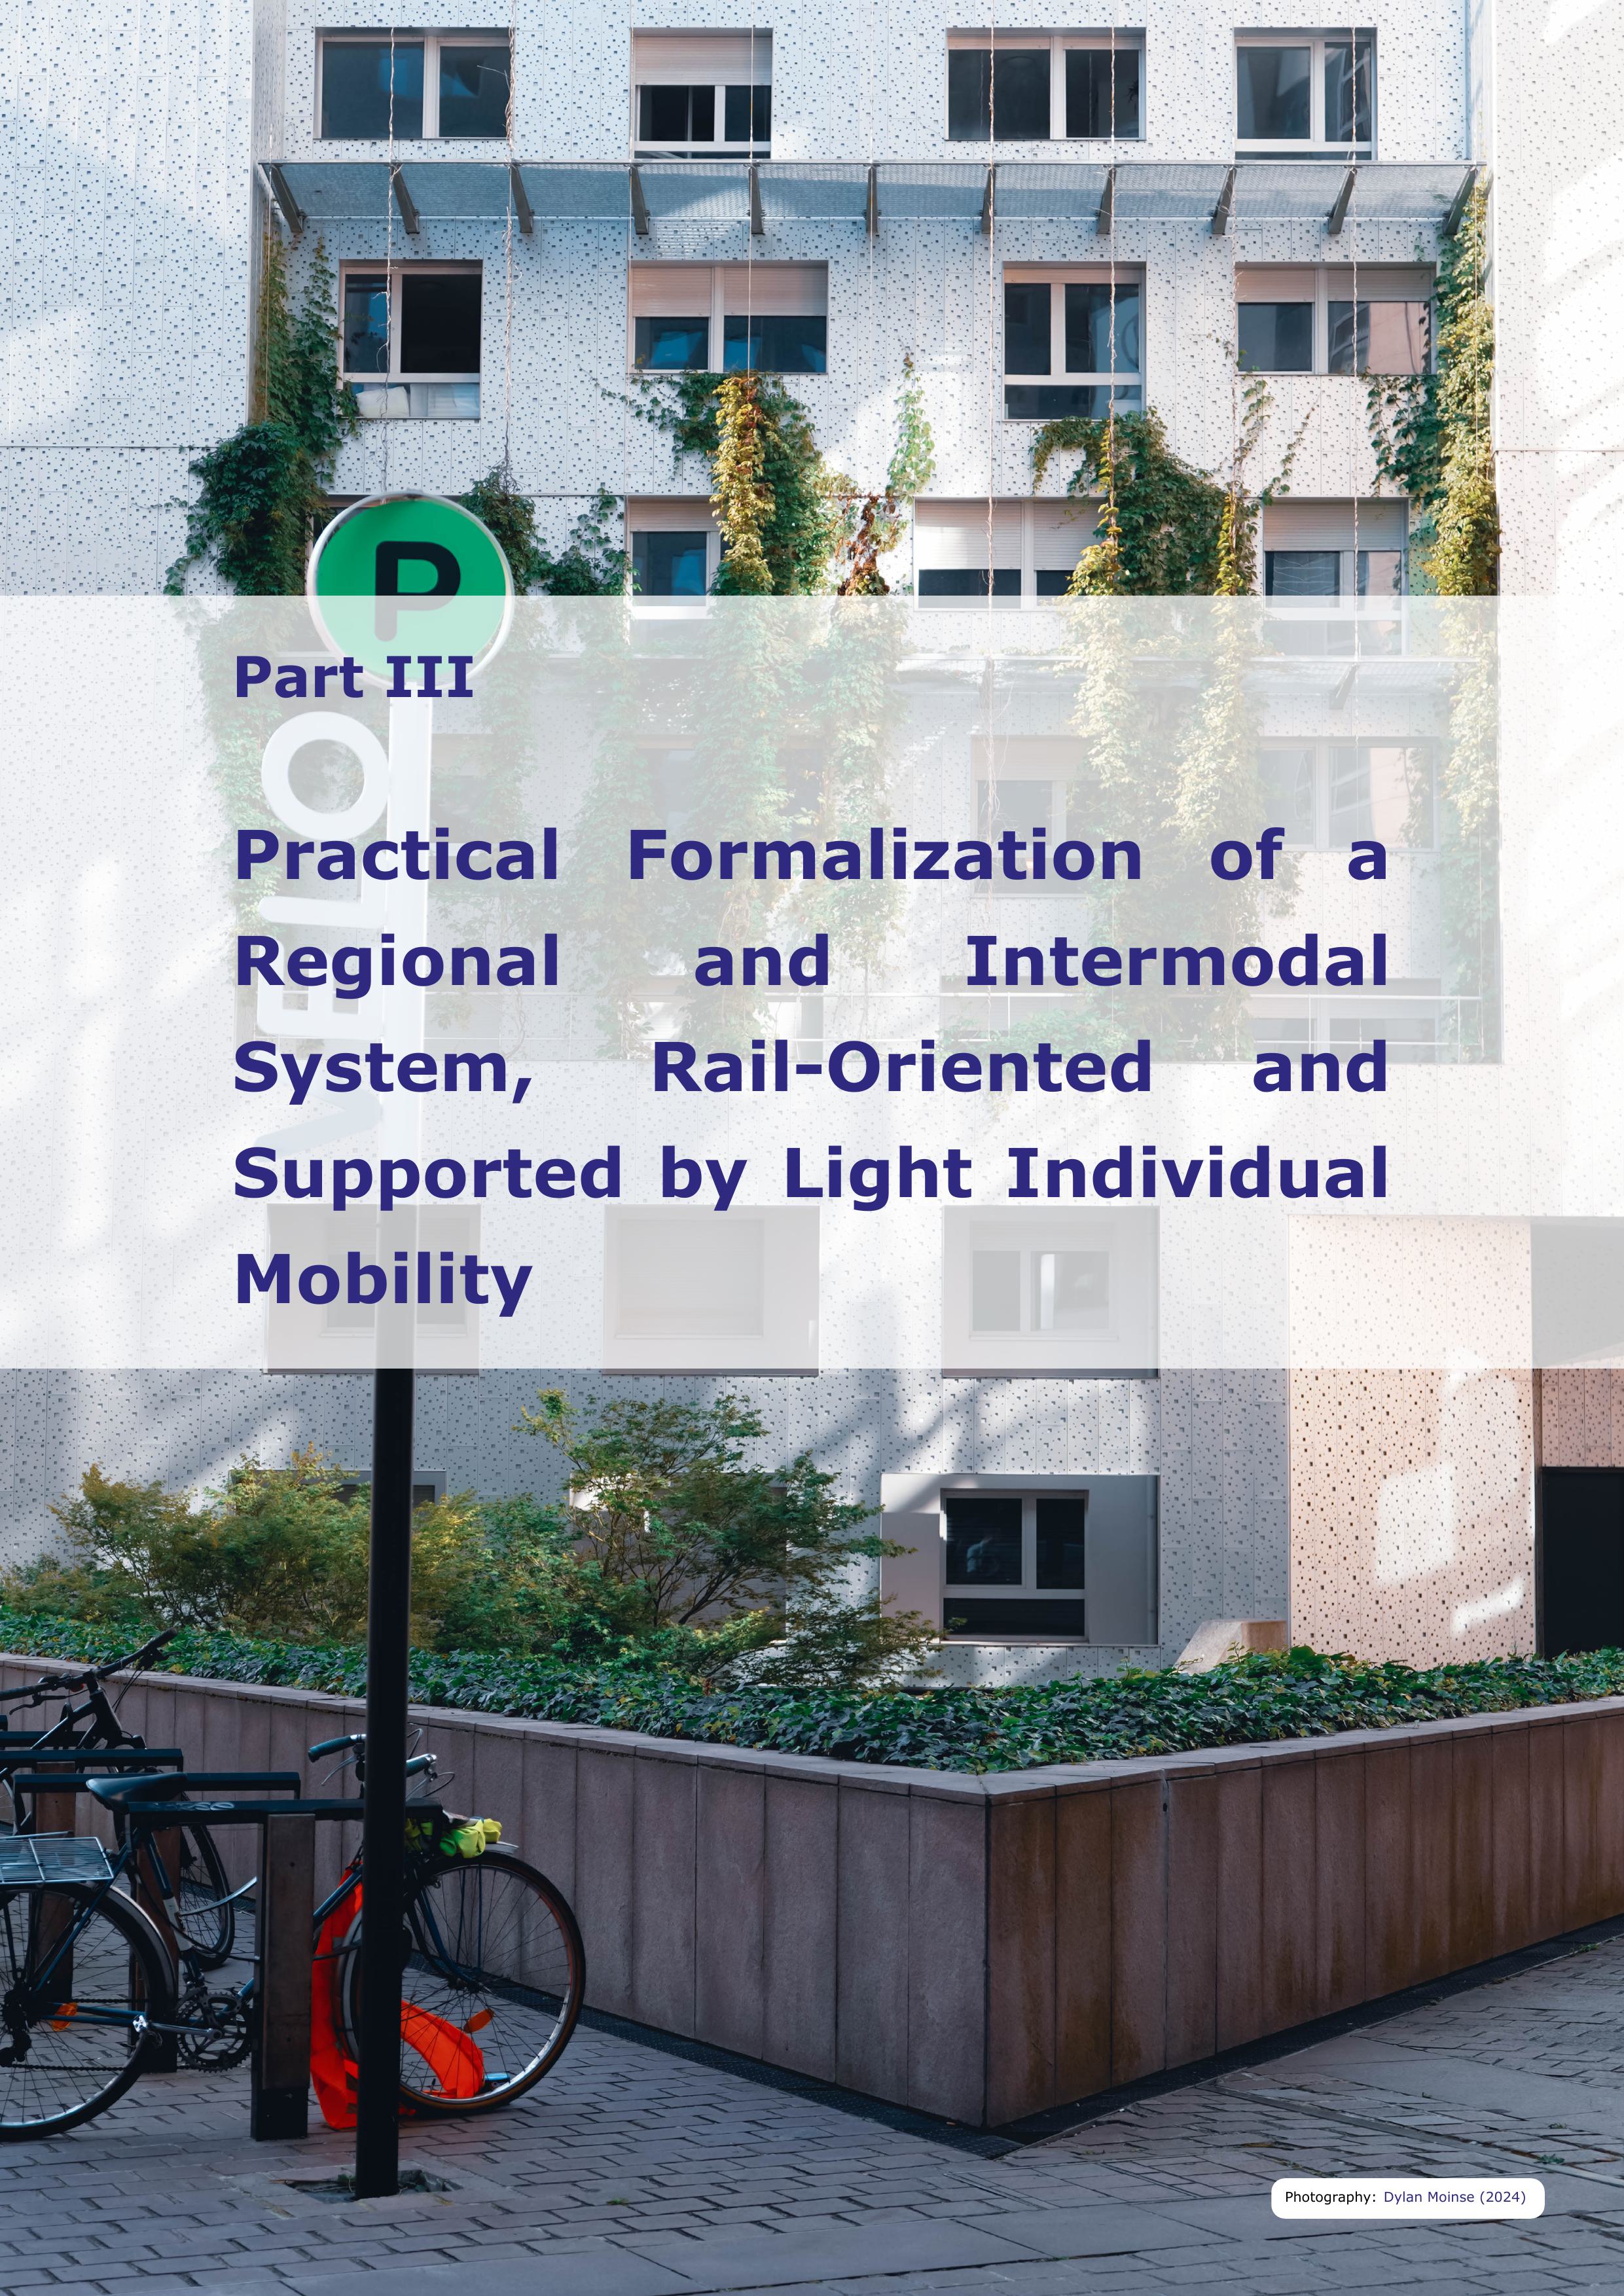 P
Part III
VELO
Practical Formalization of a
Regional and Intermodal
System, Rail-Oriented and
Supported by Light Individual
Mobility
Photography: Dylan Moinse (2024)